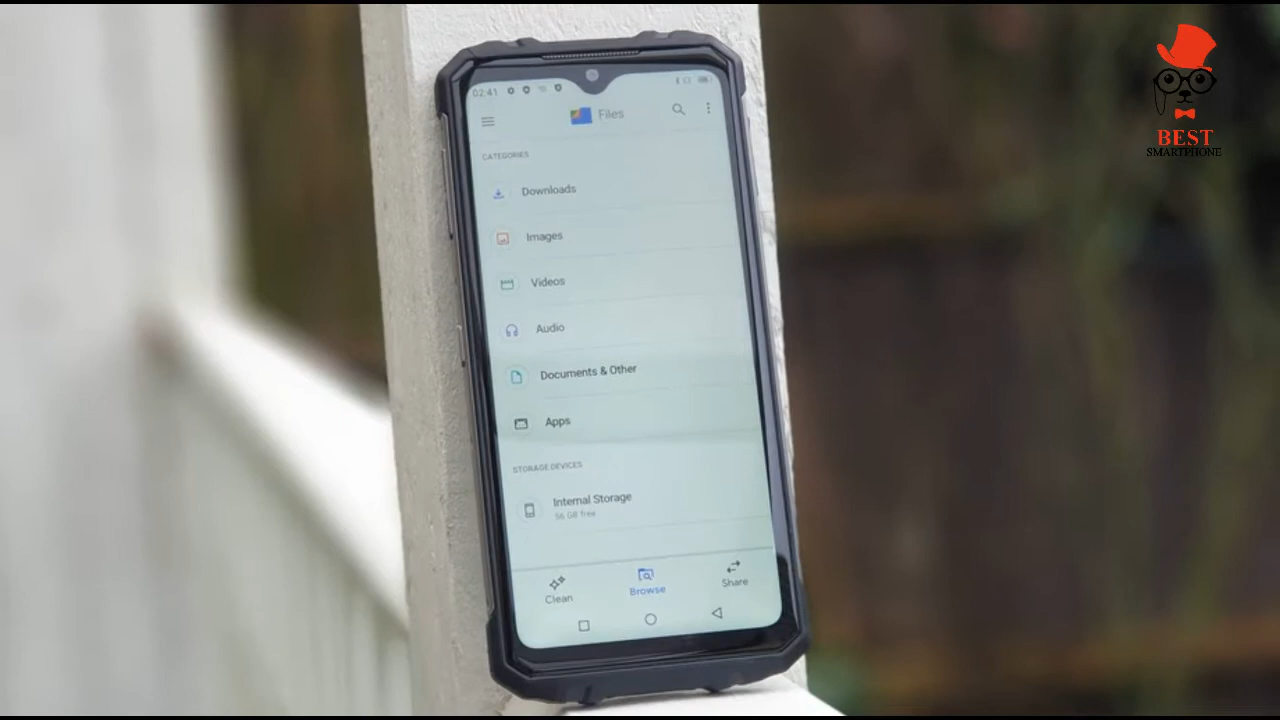 02:41
Files
CATEGORIES
Downloads
Images
Videos
Audio
Documents & Other
Apps
STORAGE DEVICES
Internal Storage
56 GB free
Clean
Browse
Share
BEST
SMARTPHONE